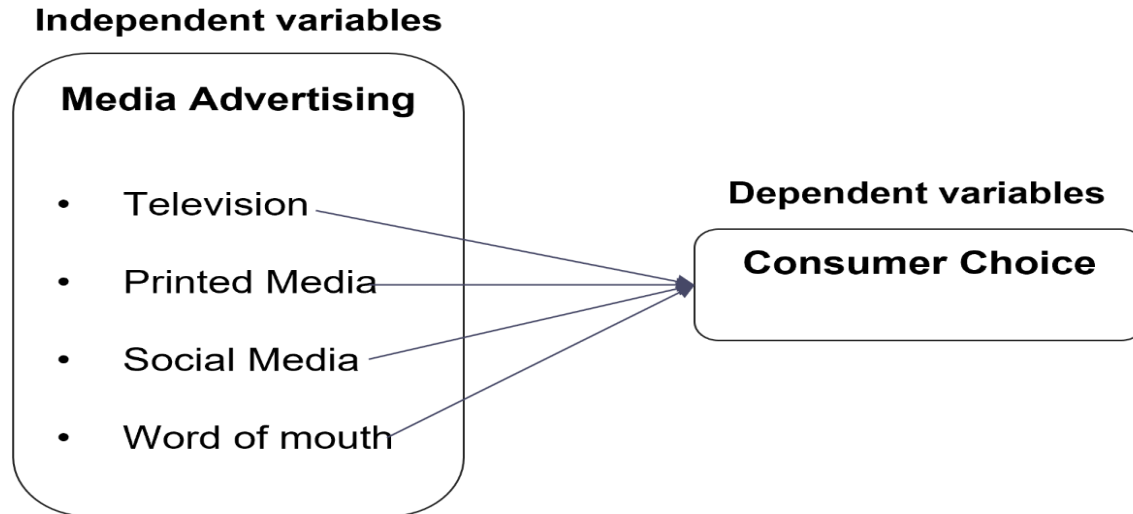 Independent variables
Media Advertising
• Television
• Printed Media
• Social Media
• Word of mouth
Dependent variables
Consumer Choice